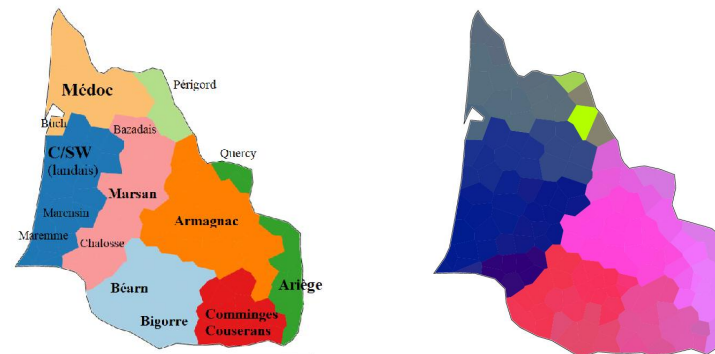 Médoc
Périgord
Buch
Bazadais
C/SW
(landais)
Quercy
Marsan
Marensin
Armagnac
Maremme
Chalosse
Béarn
Ariège
Bigorre
Comminges
Couserans